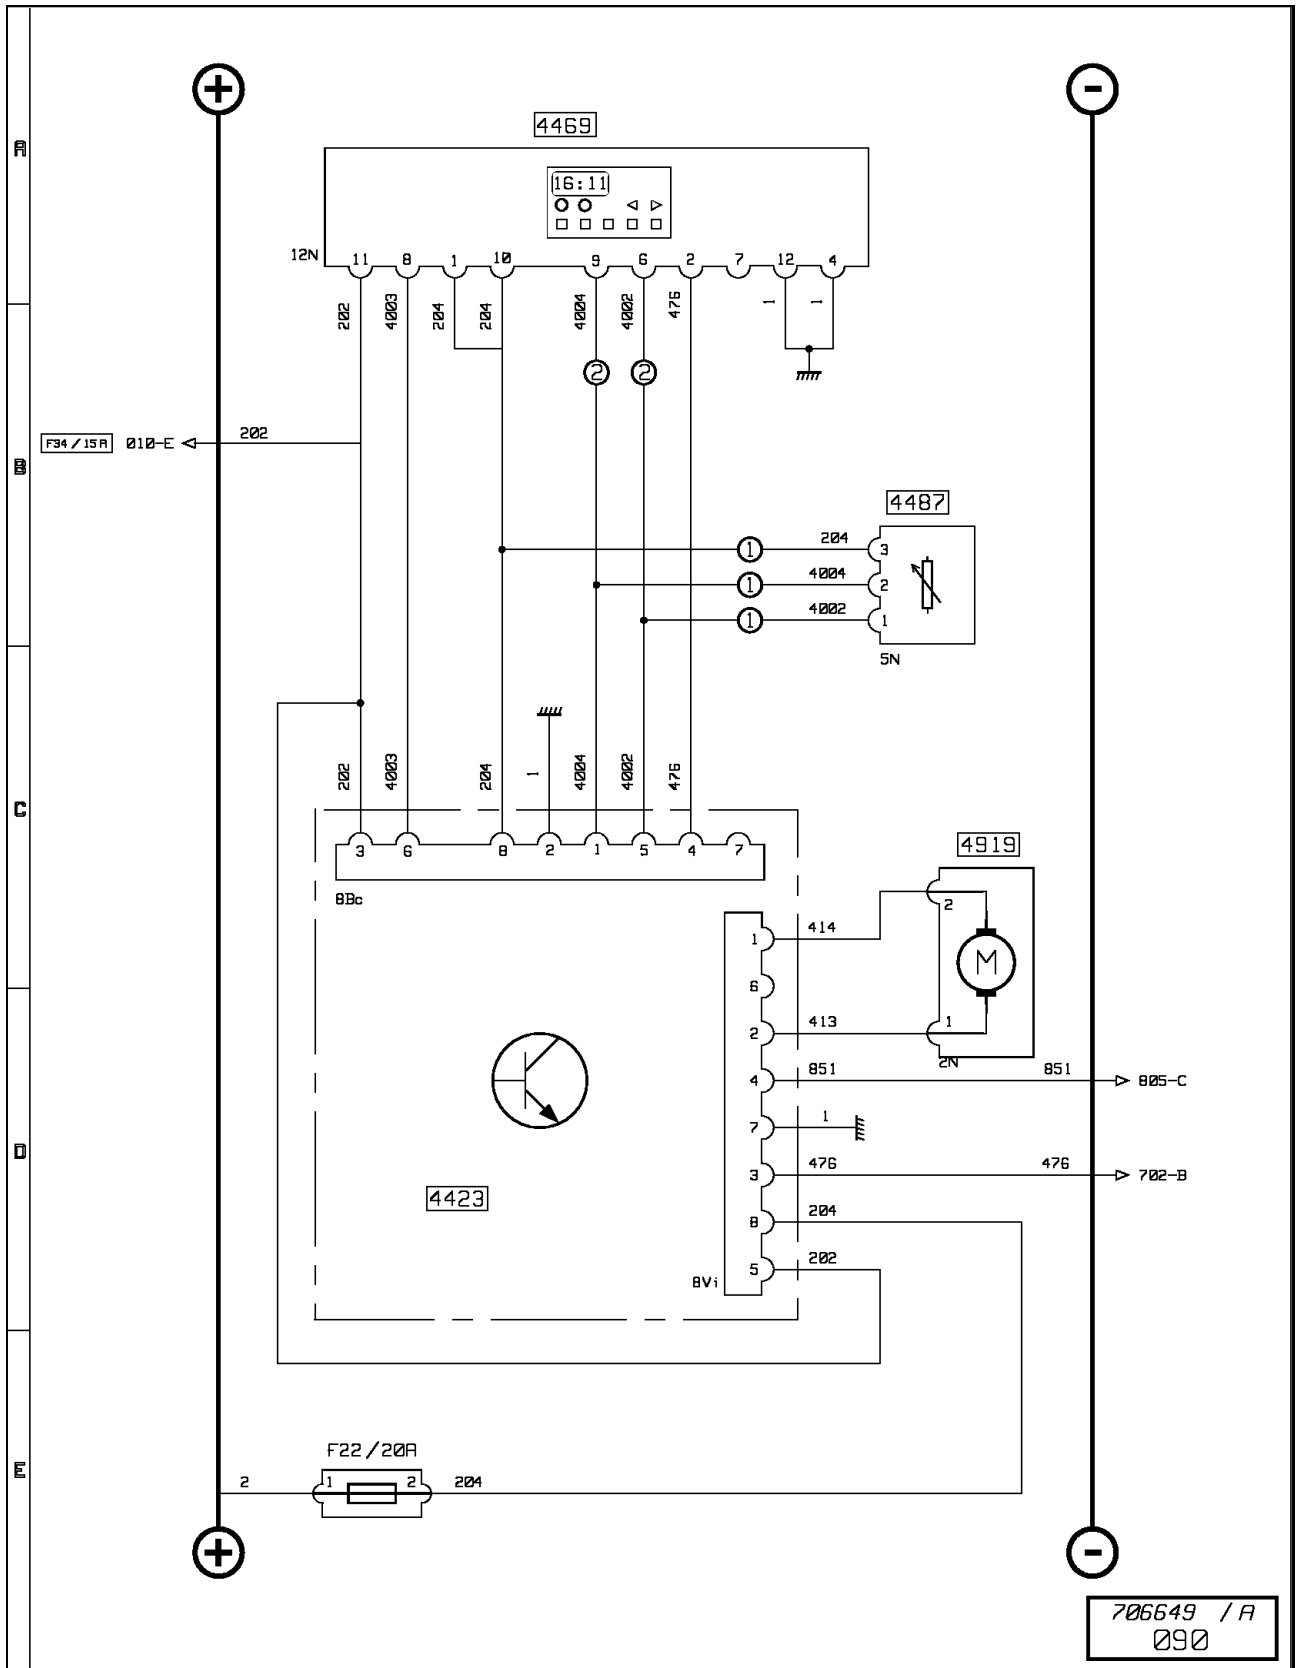 4469
A
16:11
12N 11 8 1 10 9 6 2 7 12 4
202 4003 204 204 4004 4002 476 1 1
2 2
F34 / 15A 010-E 202
B
4487
1 204 3
1 4004 2
1 4002 1
5N
202 4003 204 1 4004 4002 476
C
3 6 8 2 1 5 4 7
8Bc
4919
2
1 414
M
6
2 413 1
2N
4 851 851 805-C
7 1
D
3 476 476 702-B
4423
8 204
5 202
8Vi
F22 / 20A
E
2 1 2 204
706649 / A
090